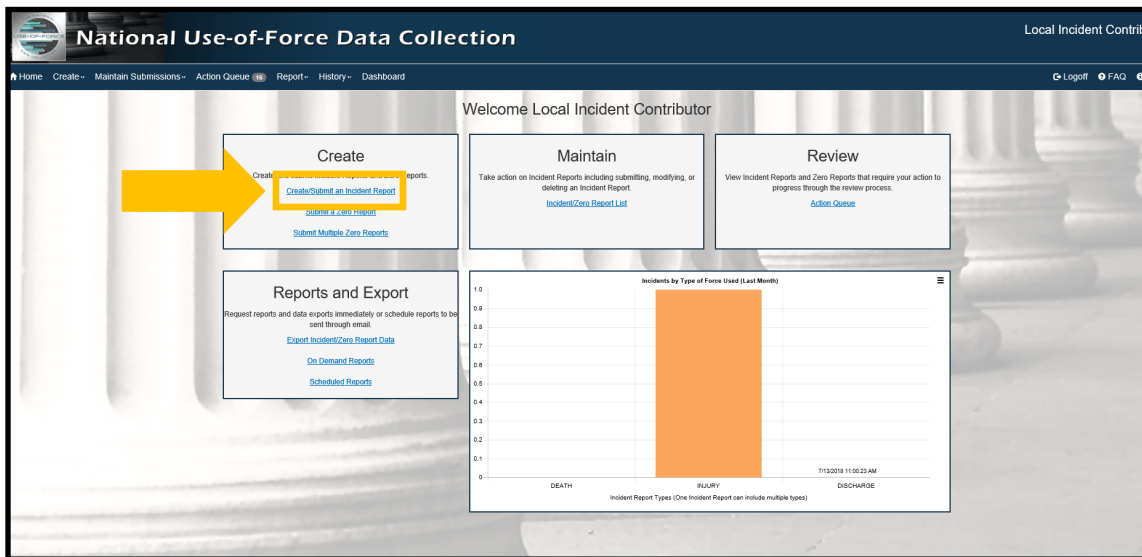 USE-OF-FORCE
National Use-of-Force Data Collection
Local Incident Contrib
Home Create Maintain Submissions Action Queue 16 Report History Dashboard
Logoff FAQ
Welcome Local Incident Contributor
Create
Create
Create/Submit an Incident Report
Submit a Zero Report
Submit Multiple Zero Reports
Maintain
Take action on Incident Reports including submitting, modifying, or
deleting an Incident Report.
Incident/Zero Report List
Review
View Incident Reports and Zero Reports that require your action to
progress through the review process.
Action Queue
Reports and Export
Request reports and data exports immediately or schedule reports to be
sent through email.
Export Incident/Zero Report Data
On Demand Reports
Scheduled Reports
Incidents by Type of Force Used (Last Month)
1.0
0.9
0.8
0.7
0.6
0.5
0.4
0.3
0.2
0.1
0
7/13/2018 11:00:23 AM
DEATH INJURY DISCHARGE
Incident Report Types (One Incident Report can include multiple types)